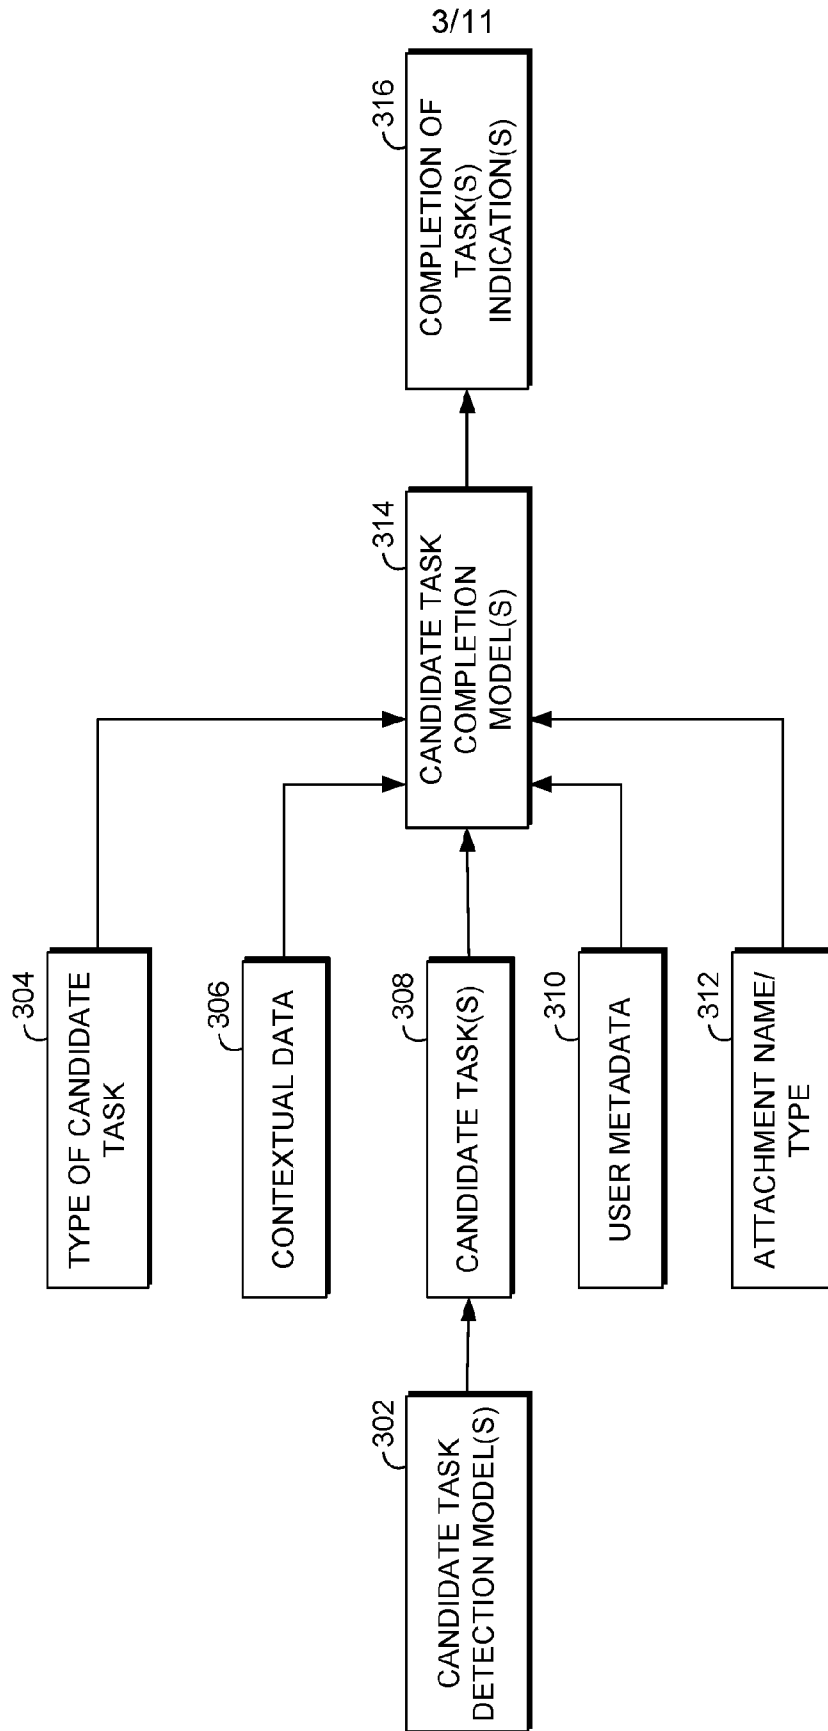 3/11
302
CANDIDATE TASK
DETECTION MODEL(S)
304
TYPE OF CANDIDATE
TASK
306
CONTEXTUAL DATA
308
CANDIDATE TASK(S)
310
USER METADATA
312
ATTACHMENT NAME/
TYPE
314
CANDIDATE TASK
COMPLETION
MODEL(S)
316
COMPLETION OF
TASK(S)
INDICATION(S)